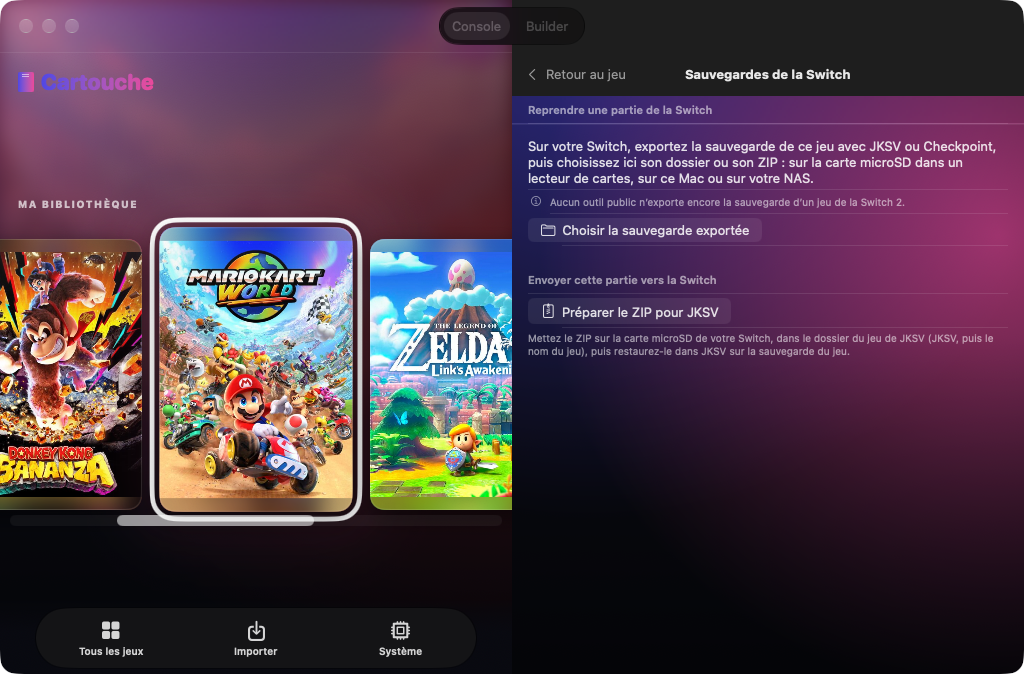 Console
Builder
Cartouche
MA BIBLIOTHÈQUE
DONKEY KONG
BANANZA
MARIOKART
WORLD
THE LEGEND OF
ZELDA
Link's Awakeni
Tous les jeux
Importer
Système
Retour au jeu
Sauvegardes de la Switch
Reprendre une partie de la Switch
Sur votre Switch, exportez la sauvegarde de ce jeu avec JKSV ou Checkpoint,
puis choisissez ici son dossier ou son ZIP : sur la carte microSD dans un
lecteur de cartes, sur ce Mac ou sur votre NAS.
Aucun outil public n’exporte encore la sauvegarde d’un jeu de la Switch 2.
Choisir la sauvegarde exportée
Envoyer cette partie vers la Switch
Préparer le ZIP pour JKSV
Mettez le ZIP sur la carte microSD de votre Switch, dans le dossier du jeu de JKSV (JKSV, puis le
nom du jeu), puis restaurez-le dans JKSV sur la sauvegarde du jeu.